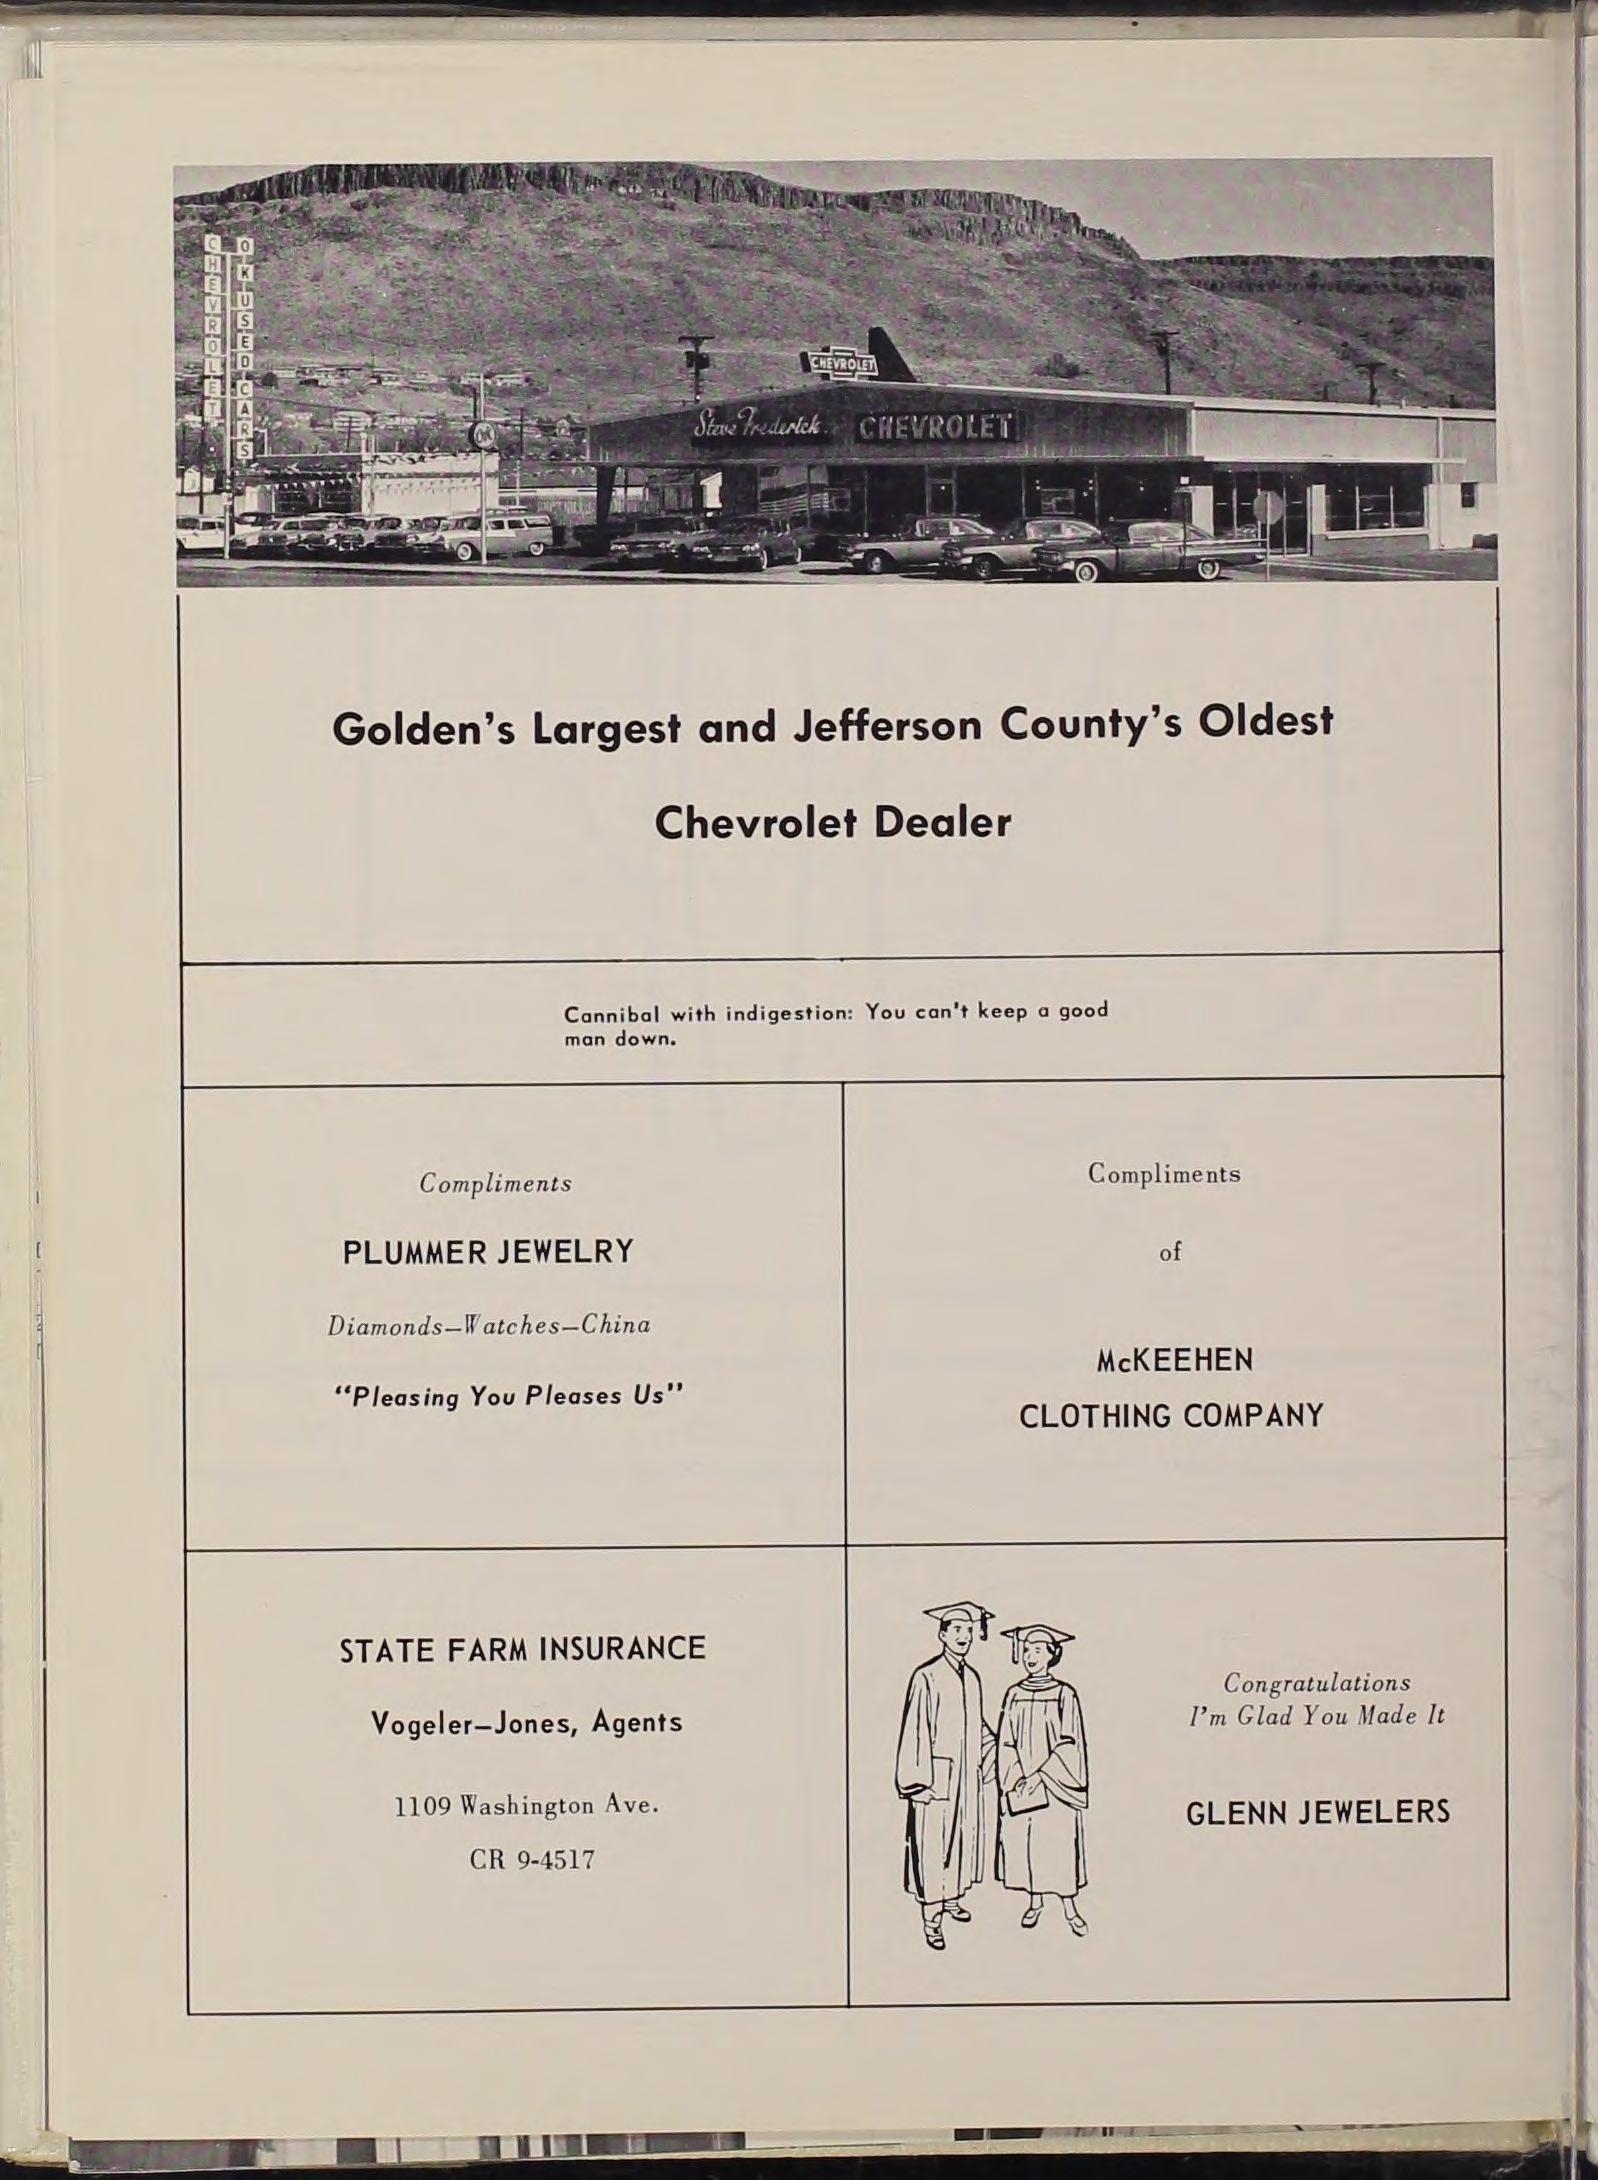 CHEVROLET
OK USED CARS
OK
CHEVROLET
Steve Frederick CHEVROLET
Golden's Largest and Jefferson County's Oldest
Chevrolet Dealer
Cannibal with indigestion: You can't keep a good
man down.
Compliments
PLUMMER JEWELRY
Diamonds—Watches—China
"Pleasing You Pleases Us"
Compliments
of
McKEEHEN
CLOTHING COMPANY
STATE FARM INSURANCE
Vogeler—Jones, Agents
1109 Washington Ave.
CR 9-4517
Congratulations
I'm Glad You Made It
GLENN JEWELERS